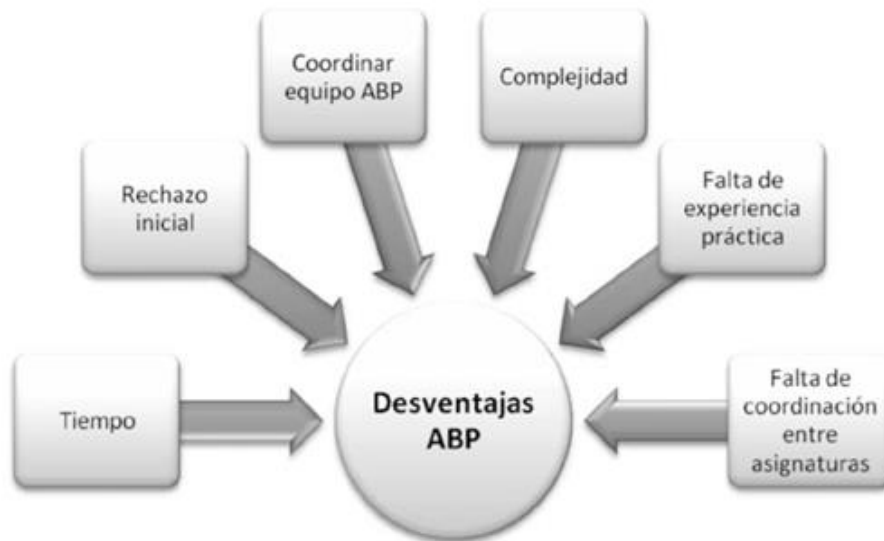 Coordinar
equipo ABP
Complejidad
Rechazo
inicial
Falta de
experiencia
práctica
Tiempo
Desventajas
ABP
Falta de
coordinación
entre
asignaturas